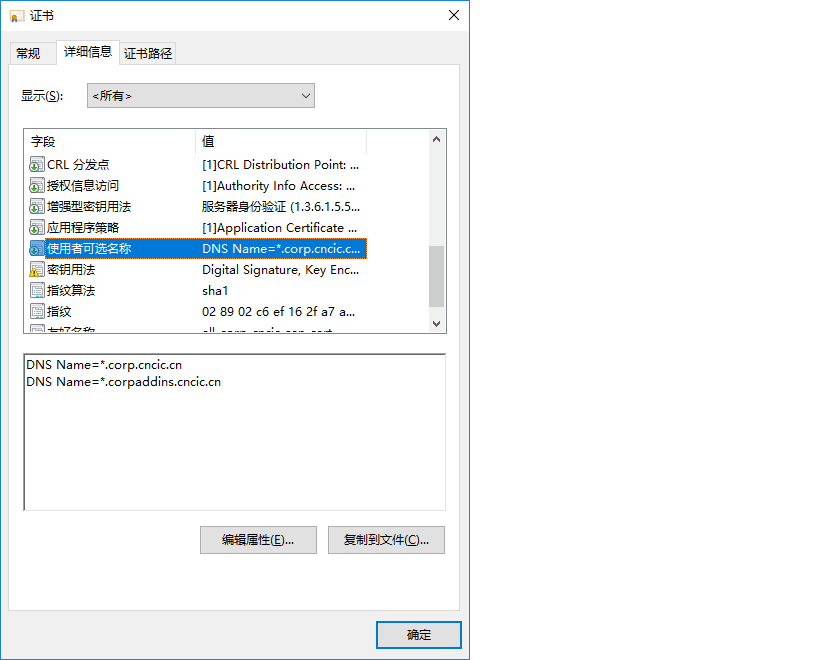 证书
常规 详细信息 证书路径
显示(S): <所有>
字段 值
CRL 分发点 [1]CRL Distribution Point: ...
授权信息访问 [1]Authority Info Access: ...
增强型密钥用法 服务器身份验证 (1.3.6.1.5.5...
应用程序策略 [1]Application Certificate ...
使用者可选名称 DNS Name=*.corp.cncic.c...
密钥用法 Digital Signature, Key Enc...
指纹算法 sha1
指纹 02 89 02 c6 ef 16 2f a7 a...
友好名称
DNS Name=*.corp.cncic.cn
DNS Name=*.corpaddins.cncic.cn
编辑属性(E)... 复制到文件(C)...
确定